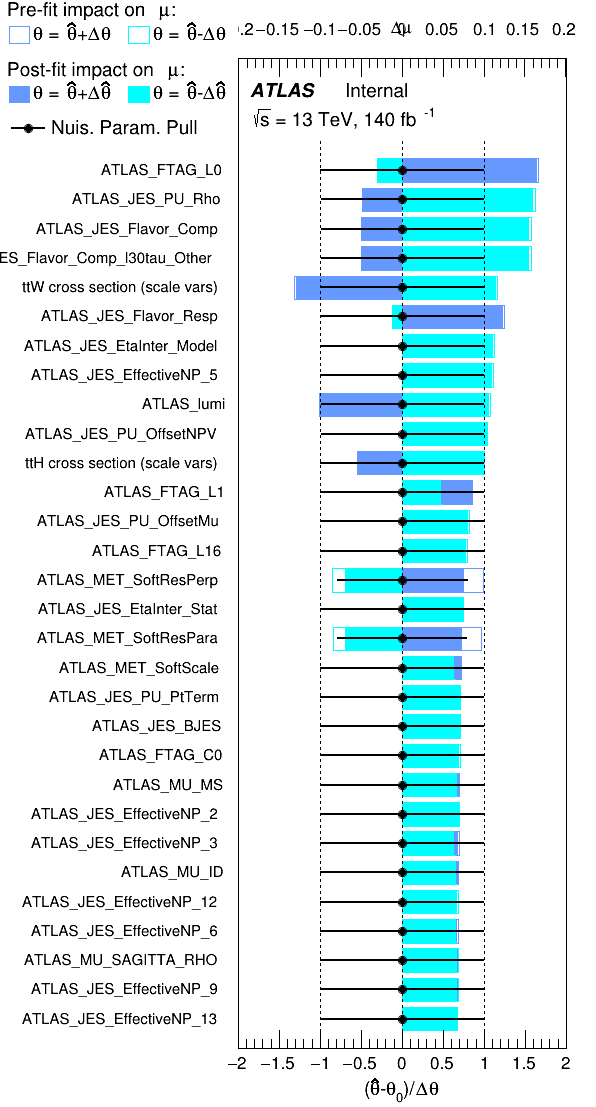 Pre-fit impact on μ:
θ = θ̂+Δθ θ = θ̂-Δθ
Post-fit impact on μ:
θ = θ̂+Δθ̂ θ = θ̂-Δθ̂
Nuis. Param. Pull
0.2−0.15−0.1−0.05 0 0.05 0.1 0.15 0.2
Δμ
ATLAS Internal
√s = 13 TeV, 140 fb⁻¹
ATLAS_FTAG_L0
ATLAS_JES_PU_Rho
ATLAS_JES_Flavor_Comp
ES_Flavor_Comp_l30tau_Other
ttW cross section (scale vars)
ATLAS_JES_Flavor_Resp
ATLAS_JES_EtaInter_Model
ATLAS_JES_EffectiveNP_5
ATLAS_lumi
ATLAS_JES_PU_OffsetNPV
ttH cross section (scale vars)
ATLAS_FTAG_L1
ATLAS_JES_PU_OffsetMu
ATLAS_FTAG_L16
ATLAS_MET_SoftResPerp
ATLAS_JES_EtaInter_Stat
ATLAS_MET_SoftResPara
ATLAS_MET_SoftScale
ATLAS_JES_PU_PtTerm
ATLAS_JES_BJES
ATLAS_FTAG_C0
ATLAS_MU_MS
ATLAS_JES_EffectiveNP_2
ATLAS_JES_EffectiveNP_3
ATLAS_MU_ID
ATLAS_JES_EffectiveNP_12
ATLAS_JES_EffectiveNP_6
ATLAS_MU_SAGITTA_RHO
ATLAS_JES_EffectiveNP_9
ATLAS_JES_EffectiveNP_13
−2 −1.5 −1 −0.5 0 0.5 1 1.5 2
(θ̂-θ₀)/Δθ